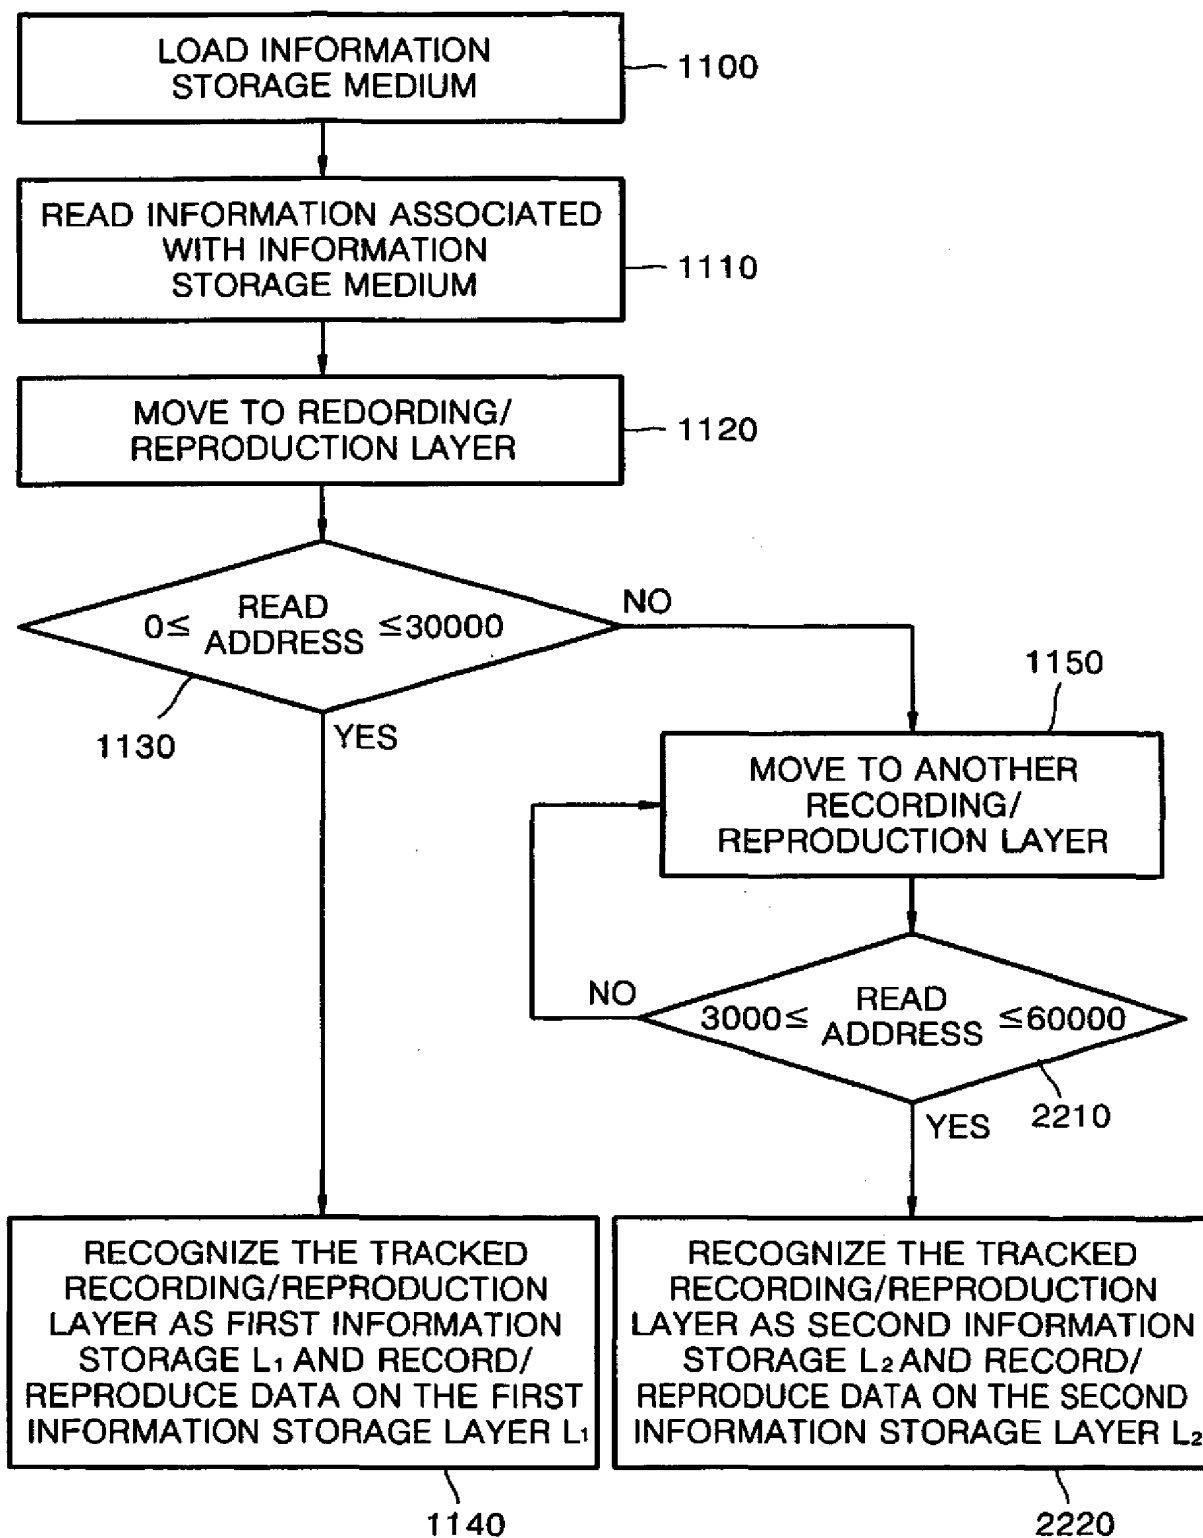 LOAD INFORMATION
STORAGE MEDIUM
1100
READ INFORMATION ASSOCIATED
WITH INFORMATION
STORAGE MEDIUM
1110
MOVE TO REDORDING/
REPRODUCTION LAYER
1120
0≤ READ ADDRESS ≤30000
NO
1130
YES
1150
MOVE TO ANOTHER
RECORDING/
REPRODUCTION LAYER
NO
3000≤ READ ADDRESS ≤60000
2210
YES
RECOGNIZE THE TRACKED
RECORDING/REPRODUCTION
LAYER AS FIRST INFORMATION
STORAGE L₁ AND RECORD/
REPRODUCE DATA ON THE FIRST
INFORMATION STORAGE LAYER L₁
1140
RECOGNIZE THE TRACKED
RECORDING/REPRODUCTION
LAYER AS SECOND INFORMATION
STORAGE L₂ AND RECORD/
REPRODUCE DATA ON THE SECOND
INFORMATION STORAGE LAYER L₂
2220